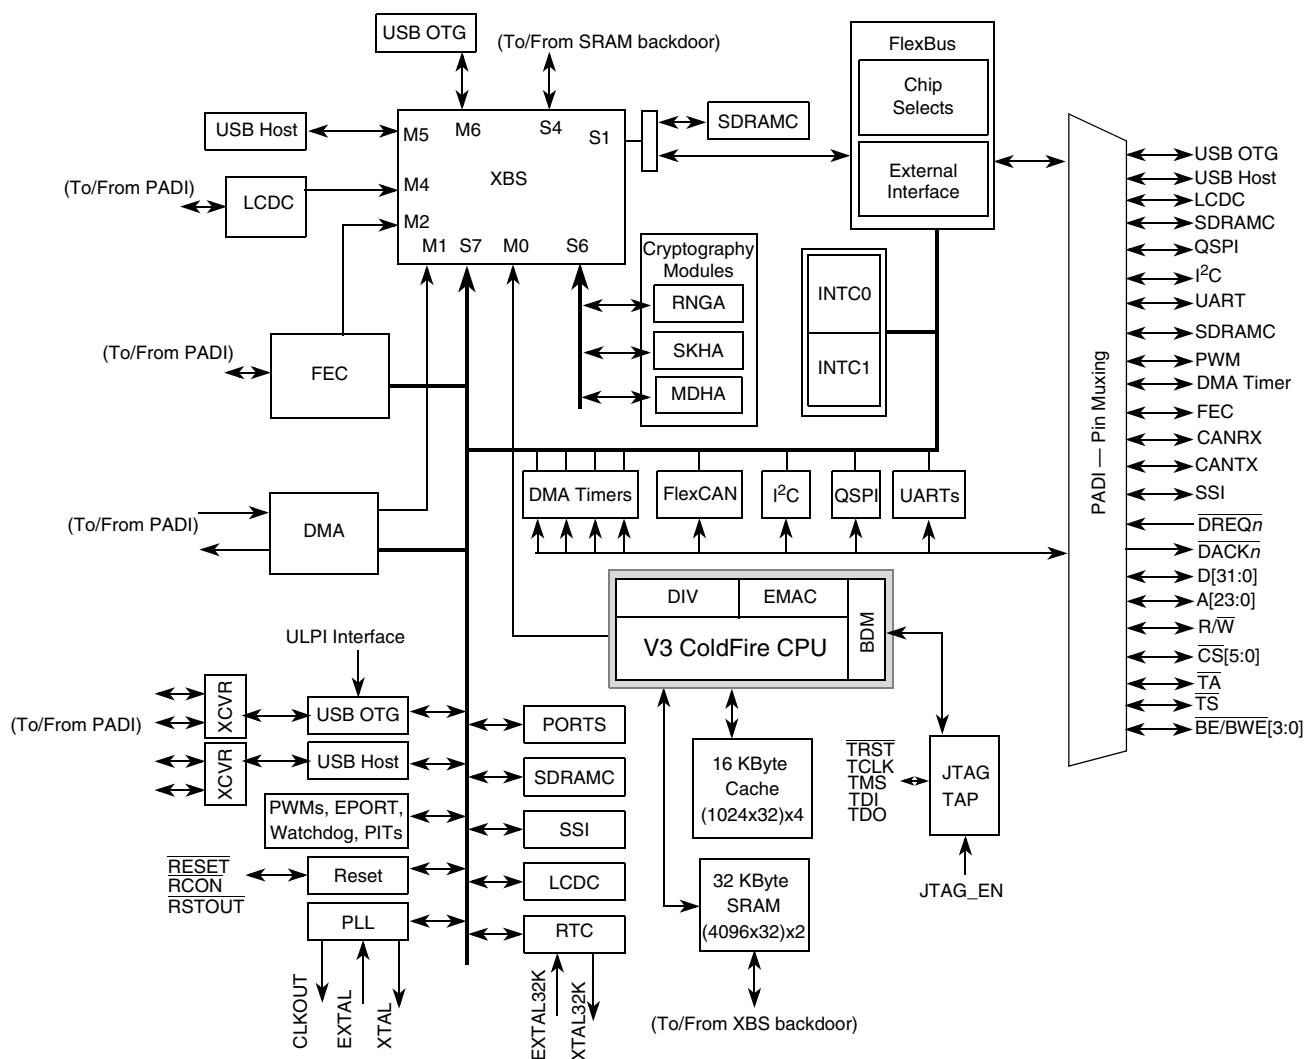 USB OTG
(To/From SRAM backdoor)
FlexBus
Chip
Selects
External
Interface
USB Host
M5
M6
S4
S1
SDRAMC
XBS
(To/From PADI)
LCDC
M4
M2
M1
S7
M0
S6
Cryptography
Modules
RNGA
SKHA
MDHA
INTC0
INTC1
(To/From PADI)
FEC
DMA Timers
FlexCAN
I²C
QSPI
UARTs
(To/From PADI)
DMA
DIV
EMAC
BDM
V3 ColdFire CPU
ULPI Interface
XCVR
USB OTG
(To/From PADI)
XCVR
USB Host
PWMs, EPORT,
Watchdog, PITs
RESET
RCON
RSTOUT
Reset
PLL
CLKOUT
EXTAL
XTAL
PORTS
SDRAMC
SSI
LCDC
RTC
EXTAL32K
XTAL32K
16 KByte
Cache
(1024x32)x4
32 KByte
SRAM
(4096x32)x2
(To/From XBS backdoor)
TRST
TCLK
TMS
TDI
TDO
JTAG
TAP
JTAG_EN
PADI — Pin Muxing
USB OTG
USB Host
LCDC
SDRAMC
QSPI
I²C
UART
SDRAMC
PWM
DMA Timer
FEC
CANRX
CANTX
SSI
DREQn
DACKn
D[31:0]
A[23:0]
R/W
CS[5:0]
TA
TS
BE/BWE[3:0]